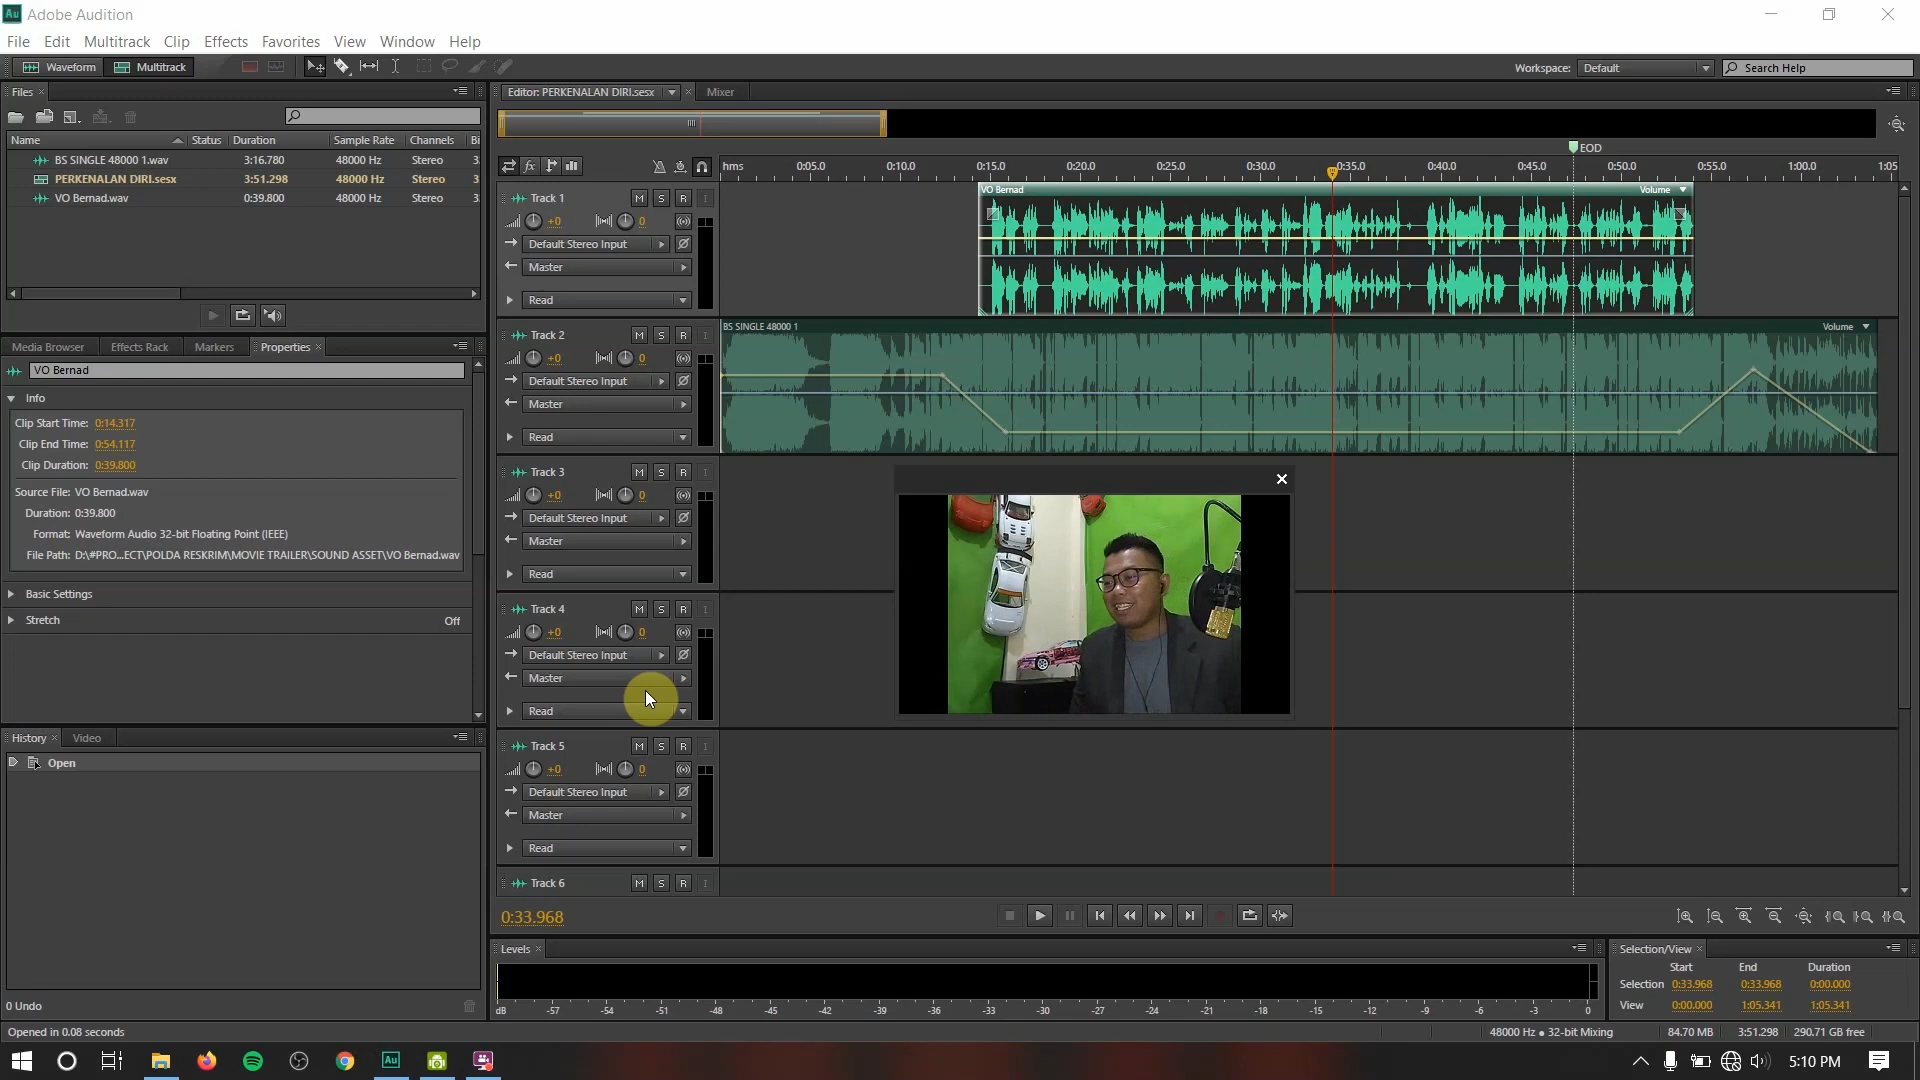 Au Adobe Audition
File Edit Multitrack Clip Effects Favorites View Window Help
Waveform Multitrack
Workspace: Default Search Help
Files
Name Status Duration Sample Rate Channels Bi
BS SINGLE 48000 1.wav 3:16.780 48000 Hz Stereo 3
PERKENALAN DIRI.sesx 3:51.298 48000 Hz Stereo 3
VO Bernad.wav 0:39.800 48000 Hz Stereo 3
Media Browser Effects Rack Markers Properties
VO Bernad
Info
Clip Start Time: 0:14.317
Clip End Time: 0:54.117
Clip Duration: 0:39.800
Source File: VO Bernad.wav
Duration: 0:39.800
Format: Waveform Audio 32-bit Floating Point (IEEE)
File Path: D:\#PRO...ECT\POLDA RESKRIM\MOVIE TRAILER\SOUND ASSET\VO Bernad.wav
Basic Settings
Stretch Off
History Video
Open
0 Undo
Opened in 0.08 seconds
Editor: PERKENALAN DIRI.sesx Mixer
EOD
fx hms 0:05.0 0:10.0 0:15.0 0:20.0 0:25.0 0:30.0 0:35.0 0:40.0 0:45.0 0:50.0 0:55.0 1:00.0 1:05
Track 1 M S R I
+0 0
Default Stereo Input
Master
Read
VO Bernad Volume
Track 2 M S R I
+0 0
Default Stereo Input
Master
Read
BS SINGLE 48000 1 Volume
Track 3 M S R I
+0 0
Default Stereo Input
Master
Read
Track 4 M S R I
+0 0
Default Stereo Input
Master
Read
Track 5 M S R I
+0 0
Default Stereo Input
Master
Read
Track 6 M S R I
0:33.968
Levels
dB -57 -54 -51 -48 -45 -42 -39 -36 -33 -30 -27 -24 -21 -18 -15 -12 -9 -6 -3 0
Selection/View
Start End Duration
Selection 0:33.968 0:33.968 0:00.000
View 0:00.000 1:05.341 1:05.341
48000 Hz ● 32-bit Mixing 84.70 MB 3:51.298 290.71 GB free
Au
5:10 PM